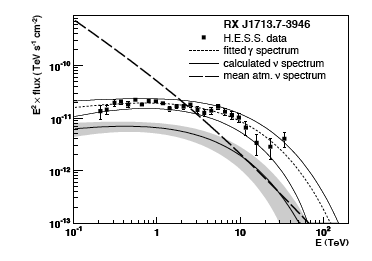 RX J1713.7-3946
H.E.S.S. data
fitted γ spectrum
calculated ν spectrum
mean atm. ν spectrum
E² × flux (TeV s⁻¹ cm⁻²)
10⁻¹⁰
10⁻¹¹
10⁻¹²
10⁻¹³
10⁻¹ 1 10 10²
E (TeV)